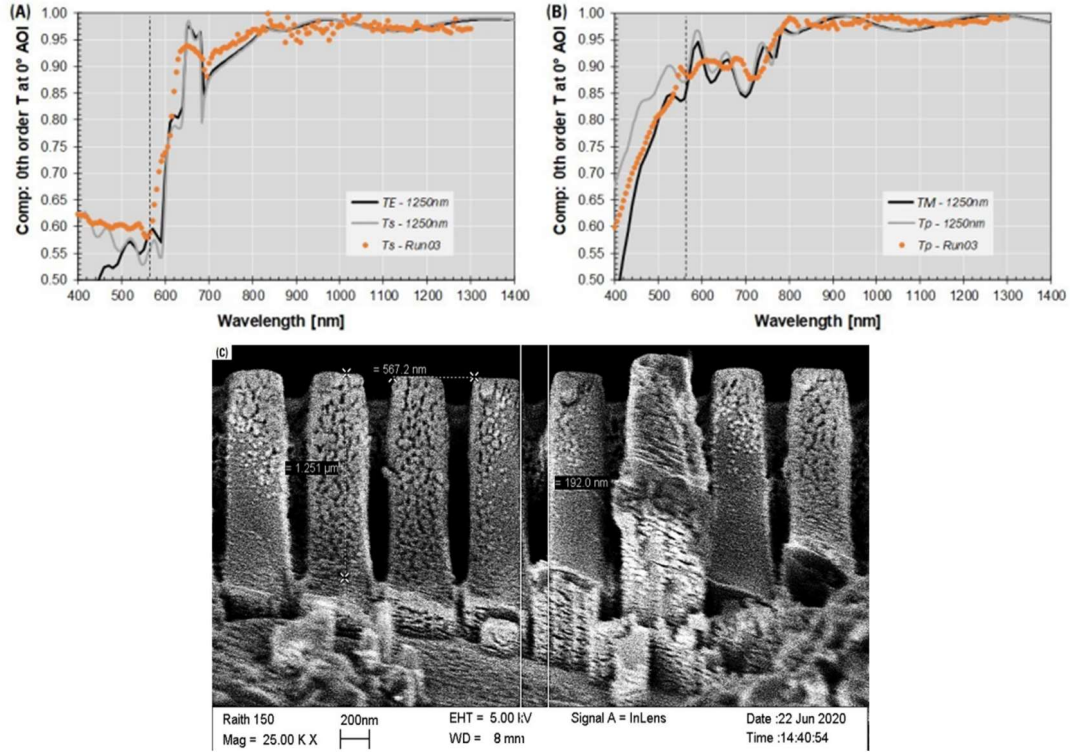 (A)
Comp: 0th order T at 0° AOI
1.00
0.95
0.90
0.85
0.80
0.75
0.70
0.65
0.60
0.55
0.50
TE - 1250nm
Ts - 1250nm
Ts - Run03
400 500 600 700 800 900 1000 1100 1200 1300 1400
Wavelength [nm]
(B)
Comp: 0th order T at 0° AOI
1.00
0.95
0.90
0.85
0.80
0.75
0.70
0.65
0.60
0.55
0.50
TM - 1250nm
Tp - 1250nm
Tp - Run03
400 500 600 700 800 900 1000 1100 1200 1300 1400
Wavelength [nm]
(C)
= 567.2 nm
= 1.251 µm
= 192.0 nm
Raith 150 200nm EHT = 5.00 kV Signal A = InLens Date :22 Jun 2020
Mag = 25.00 K X WD = 8 mm Time :14:40:54